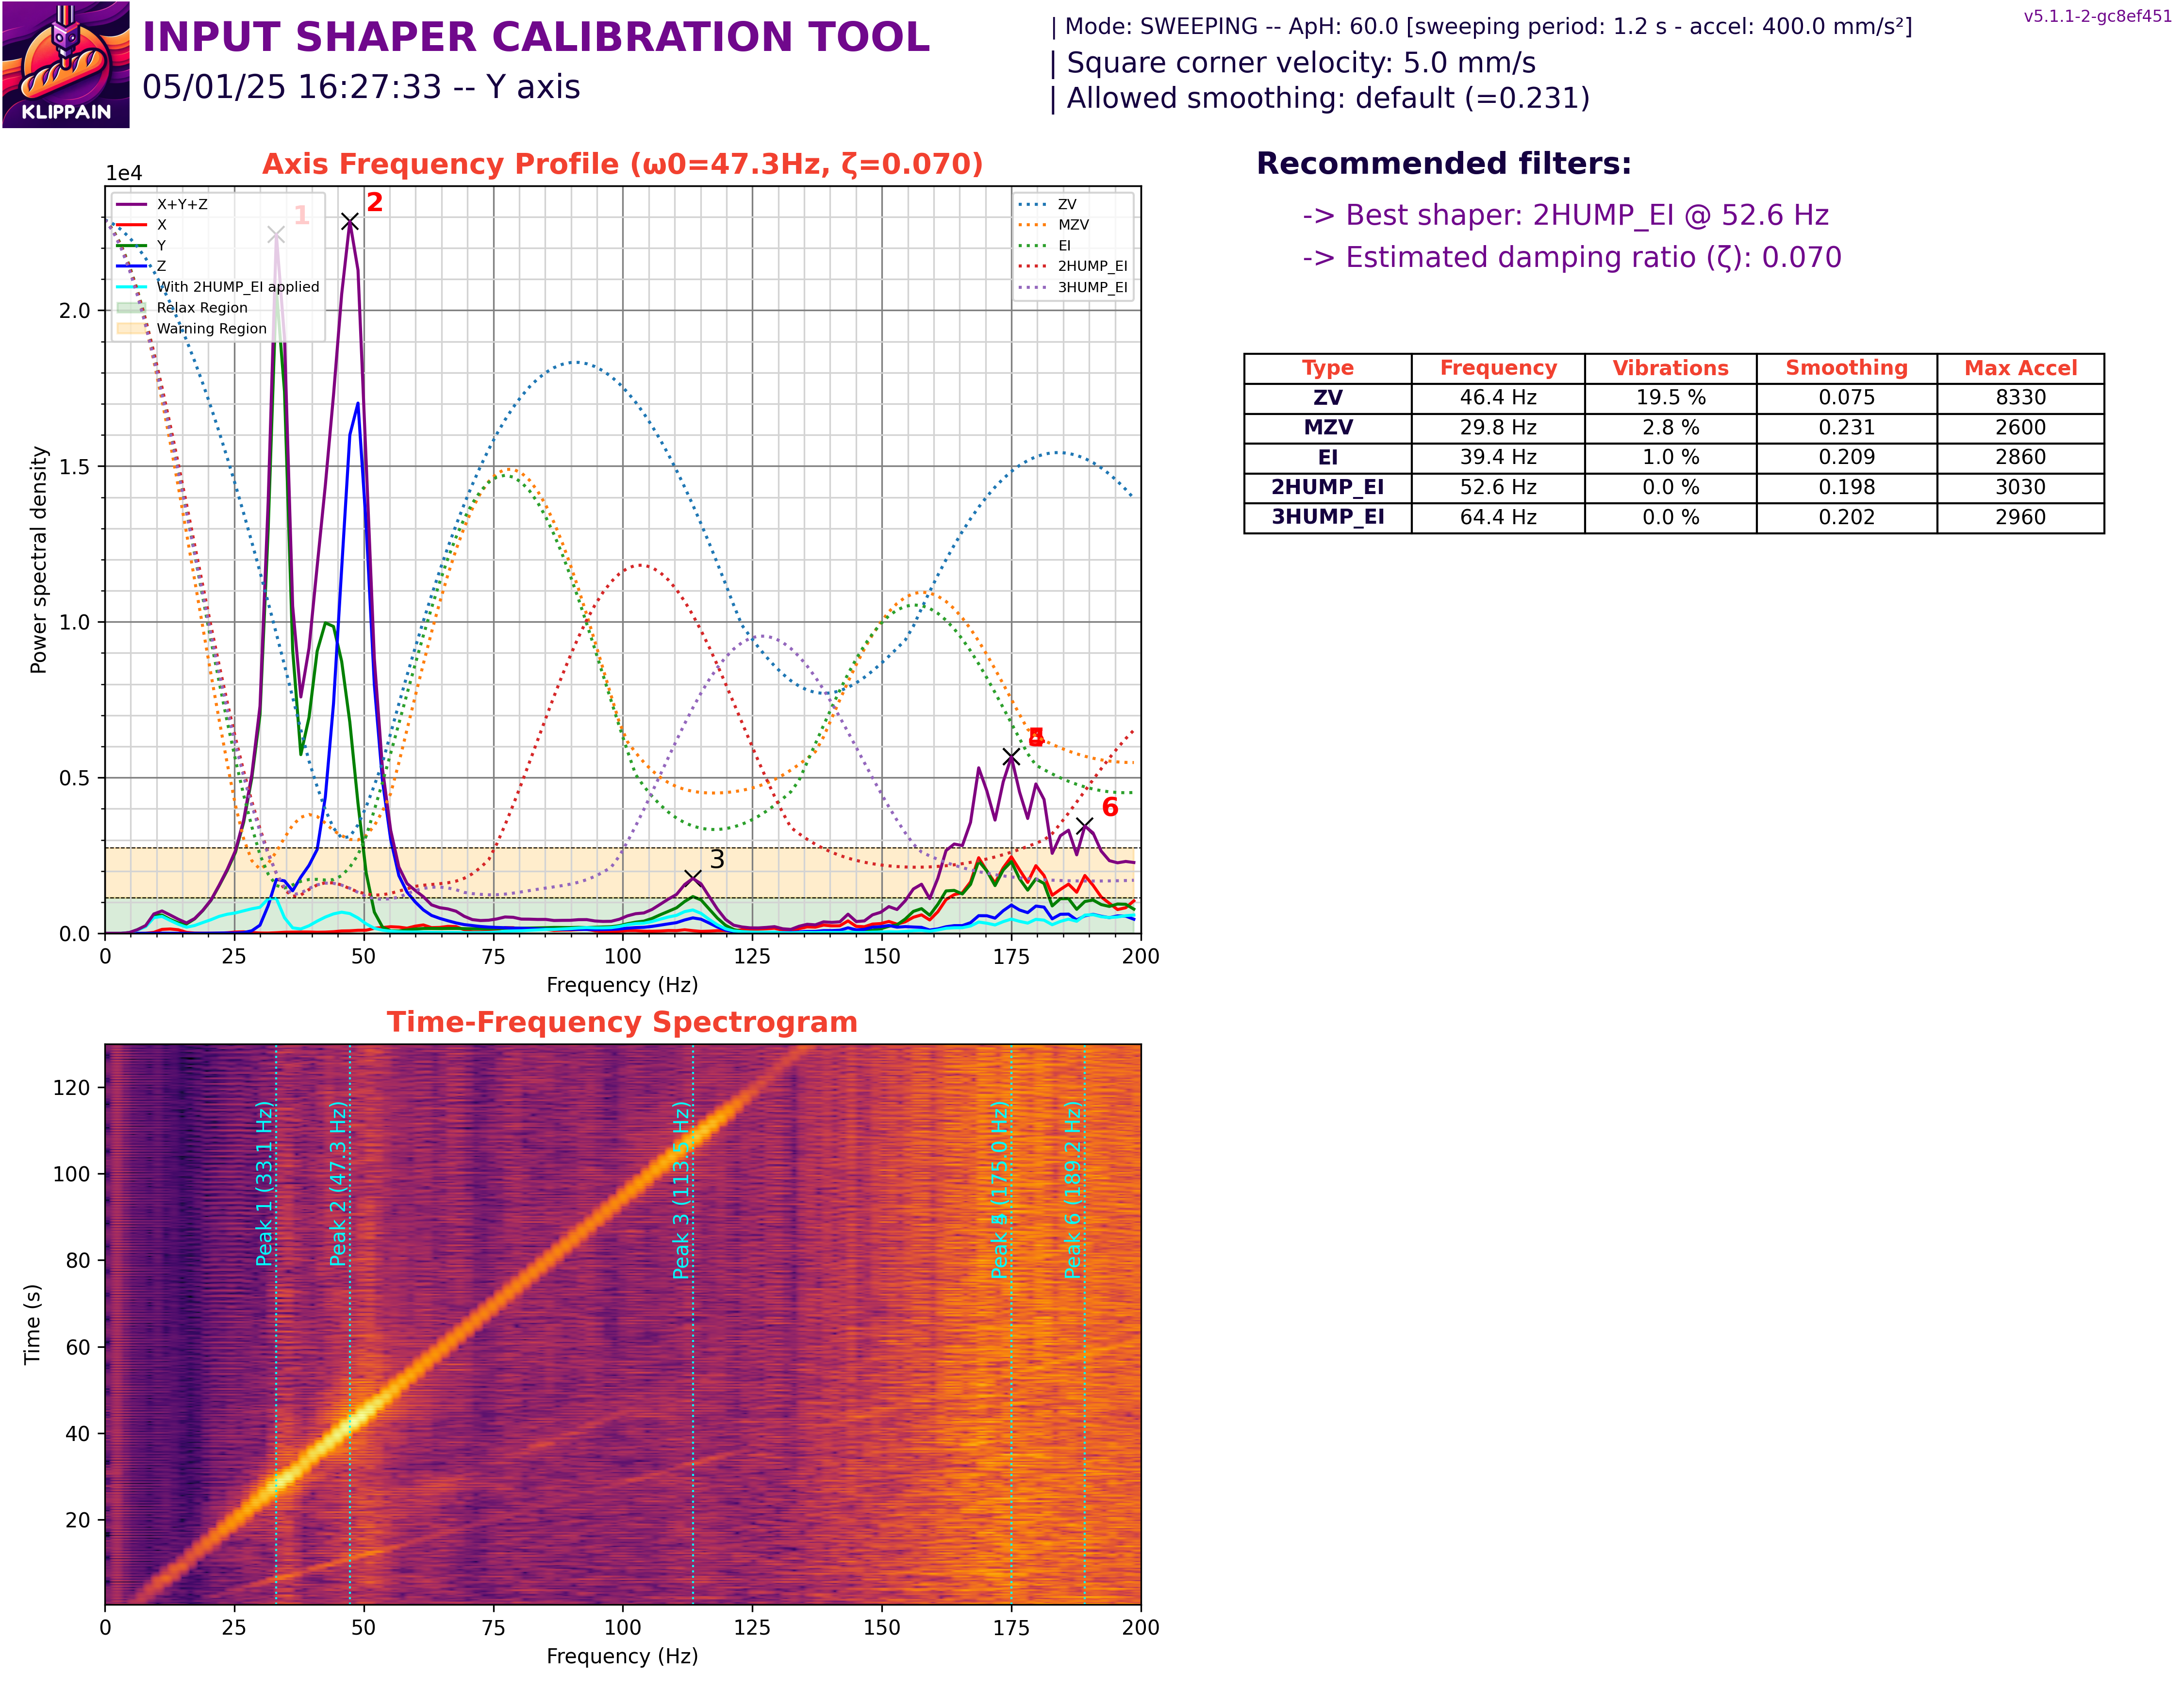 KLIPPAIN
INPUT SHAPER CALIBRATION TOOL
05/01/25 16:27:33 -- Y axis
| Mode: SWEEPING -- ApH: 60.0 [sweeping period: 1.2 s - accel: 400.0 mm/s²]
| Square corner velocity: 5.0 mm/s
| Allowed smoothing: default (=0.231)
v5.1.1-2-gc8ef451
Axis Frequency Profile (ω0=47.3Hz, ζ=0.070)
1e4
X+Y+Z
X
Y
Z
With 2HUMP_EI applied
Relax Region
Warning Region
ZV
MZV
EI
2HUMP_EI
3HUMP_EI
1
2
3
6
Power spectral density
2.0
1.5
1.0
0.5
0.0
0 25 50 75 100 125 150 175 200
Frequency (Hz)
Recommended filters:
-> Best shaper: 2HUMP_EI @ 52.6 Hz
-> Estimated damping ratio (ζ): 0.070
Type Frequency Vibrations Smoothing Max Accel
ZV 46.4 Hz 19.5 % 0.075 8330
MZV 29.8 Hz 2.8 % 0.231 2600
EI 39.4 Hz 1.0 % 0.209 2860
2HUMP_EI 52.6 Hz 0.0 % 0.198 3030
3HUMP_EI 64.4 Hz 0.0 % 0.202 2960
Time-Frequency Spectrogram
Time (s)
120
100
80
60
40
20
Peak 1 (33.1 Hz)
Peak 2 (47.3 Hz)
Peak 3 (113.5 Hz)
Peak (175.0 Hz)
Peak 6 (189.2 Hz)
0 25 50 75 100 125 150 175 200
Frequency (Hz)